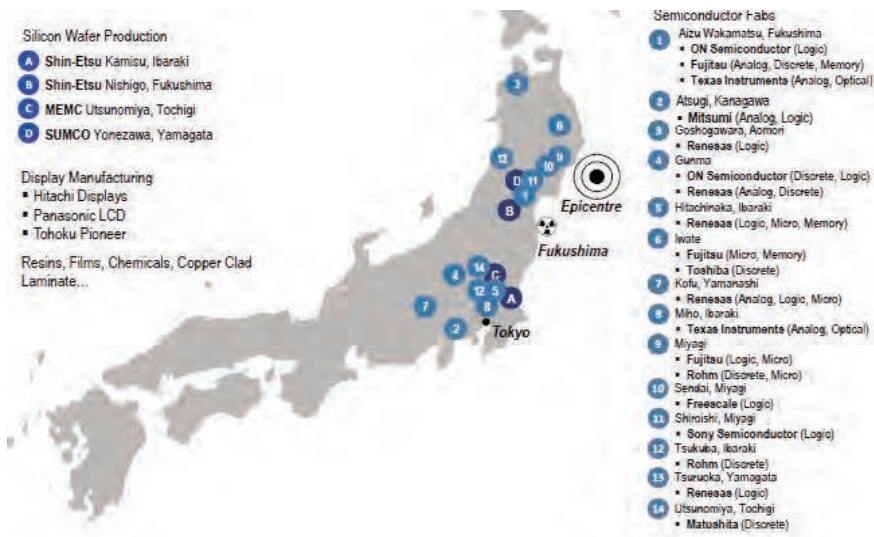 Silicon Wafer Production
A Shin-Etsu Kamisu, Ibaraki
B Shin-Etsu Nishigo, Fukushima
C MEMC Utsunomiya, Tochigi
D SUMCO Yonezawa, Yamagata
Display Manufacturing
▪ Hitachi Displays
▪ Panasonic LCD
▪ Tohoku Pioneer
Resins, Films, Chemicals, Copper Clad
Laminate...
3
6
13
9
10
D
11
1
B
Epicentre
Fukushima
14
4
C
12
5
A
7
8
2
Tokyo
Semiconductor Fabs
1 Aizu Wakamatsu, Fukushima
▪ ON Semiconductor (Logic)
▪ Fujitsu (Analog, Discrete, Memory)
▪ Texas Instruments (Analog, Optical)
2 Atsugi, Kanagawa
▪ Mitsumi (Analog, Logic)
3 Goshogawara, Aomori
▪ Renesas (Logic)
4 Gunma
▪ ON Semiconductor (Discrete, Logic)
▪ Renesas (Analog, Discrete)
5 Hitachinaka, Ibaraki
▪ Renesas (Logic, Micro, Memory)
6 Iwate
▪ Fujitsu (Micro, Memory)
▪ Toshiba (Discrete)
7 Kofu, Yamanashi
▪ Renesas (Analog, Logic, Micro)
8 Miho, Ibaraki
▪ Texas Instruments (Analog, Optical)
9 Miyagi
▪ Fujitsu (Logic, Micro)
▪ Rohm (Discrete, Micro)
10 Sendai, Miyagi
▪ Freescale (Logic)
11 Shiroishi, Miyagi
▪ Sony Semiconductor (Logic)
12 Tsukuba, Ibaraki
▪ Rohm (Discrete)
13 Tsuruoka, Yamagata
▪ Renesas (Logic)
14 Utsunomiya, Tochigi
▪ Matushita (Discrete)